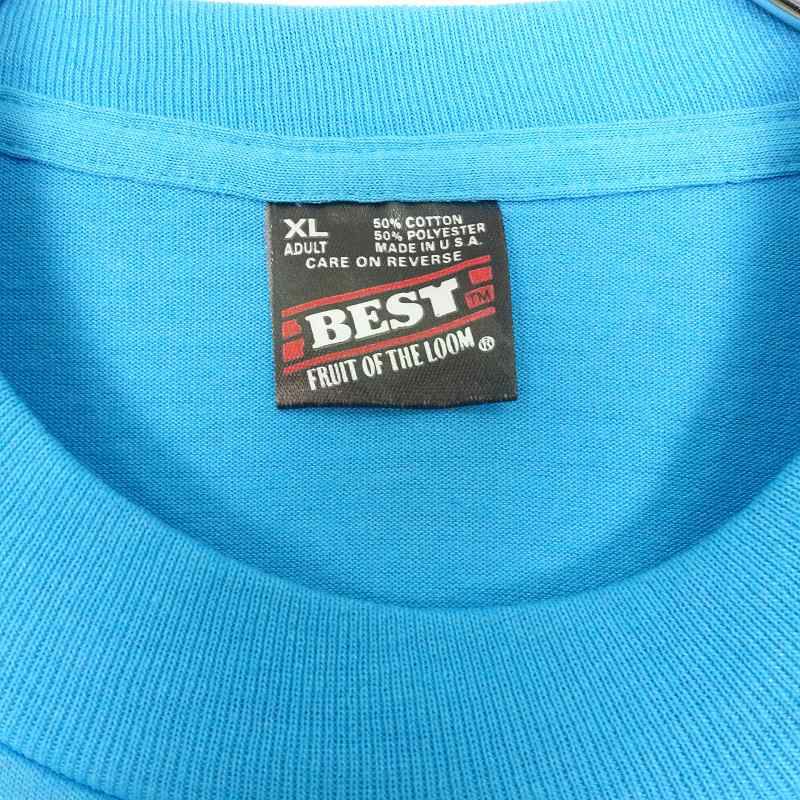 XL
ADULT
50% COTTON
50% POLYESTER
MADE IN U.S.A.
CARE ON REVERSE
BEST TM
FRUIT OF THE LOOM ®